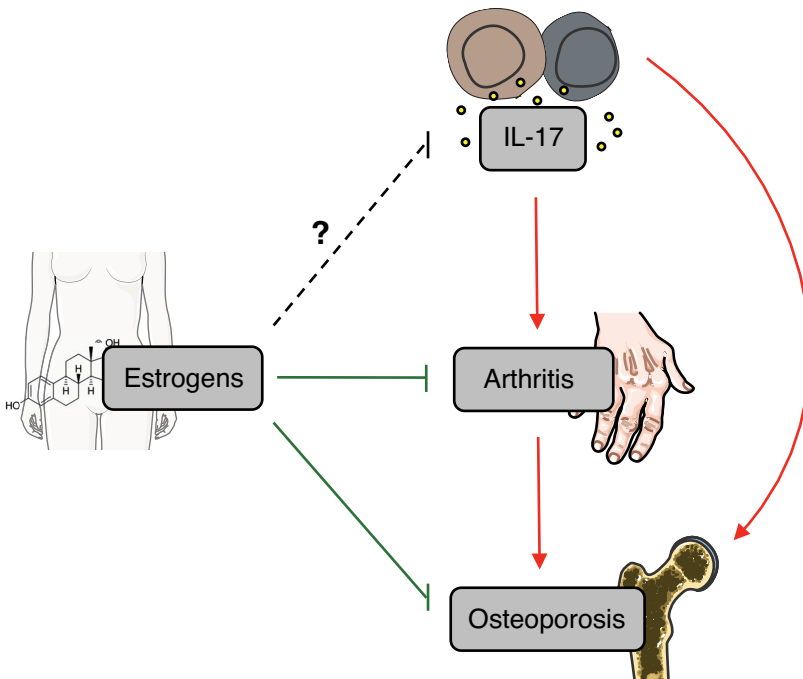 IL-17
?
OH
Estrogens
H
H
H
HO
Arthritis
Osteoporosis